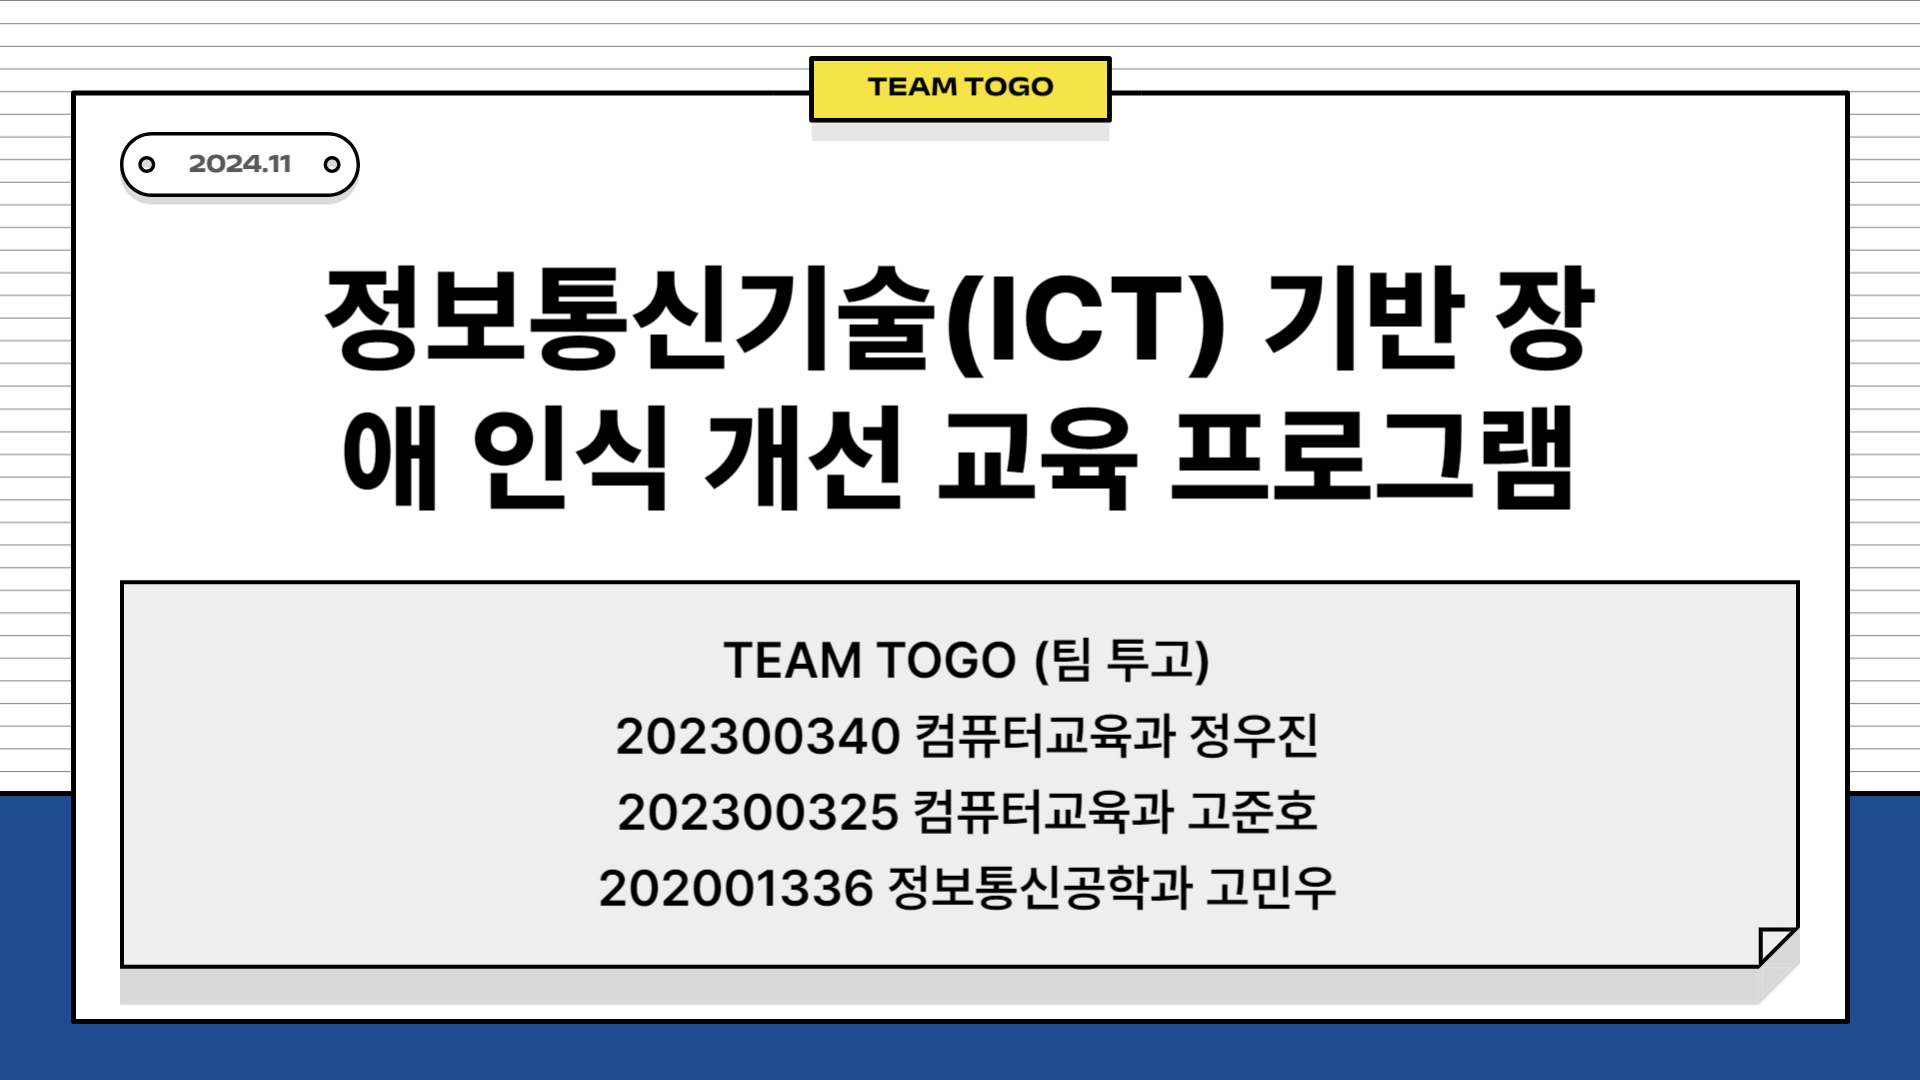 TEAM TOGO
2024.11
정보통신기술(ICT) 기반 장
애 인식 개선 교육 프로그램
TEAM TOGO (팀 투고)
202300340 컴퓨터교육과 정우진
202300325 컴퓨터교육과 고준호
202001336 정보통신공학과 고민우